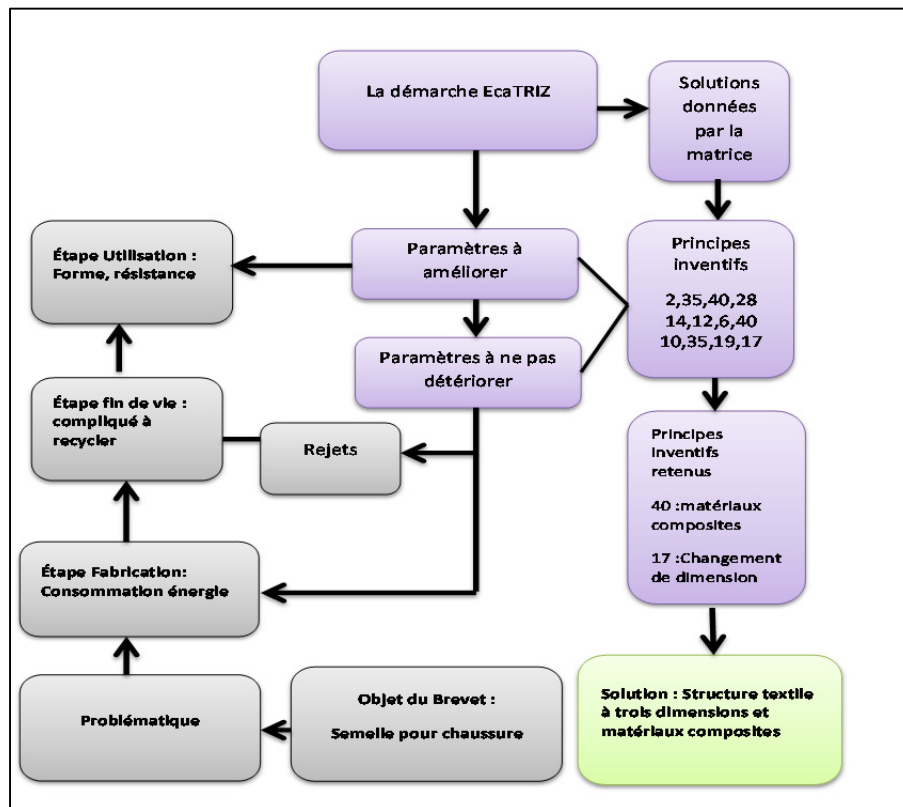 La démarche EcaTRIZ
Solutions
données
par la
matrice
Étape Utilisation :
Forme, résistance
Paramètres à
améliorer
Principes
inventifs
2,35,40,28
14,12,6,40
10,35,19,17
Paramètres à ne pas
détériorer
Étape fin de vie :
compliqué à
recycler
Rejets
Principes
inventifs
retenus
40 :matériaux
composites
17 :Changement
de dimension
Étape Fabrication:
Consommation énergie
Problématique
Objet du Brevet :
Semelle pour chaussure
Solution : Structure textile
à trois dimensions et
matériaux composites